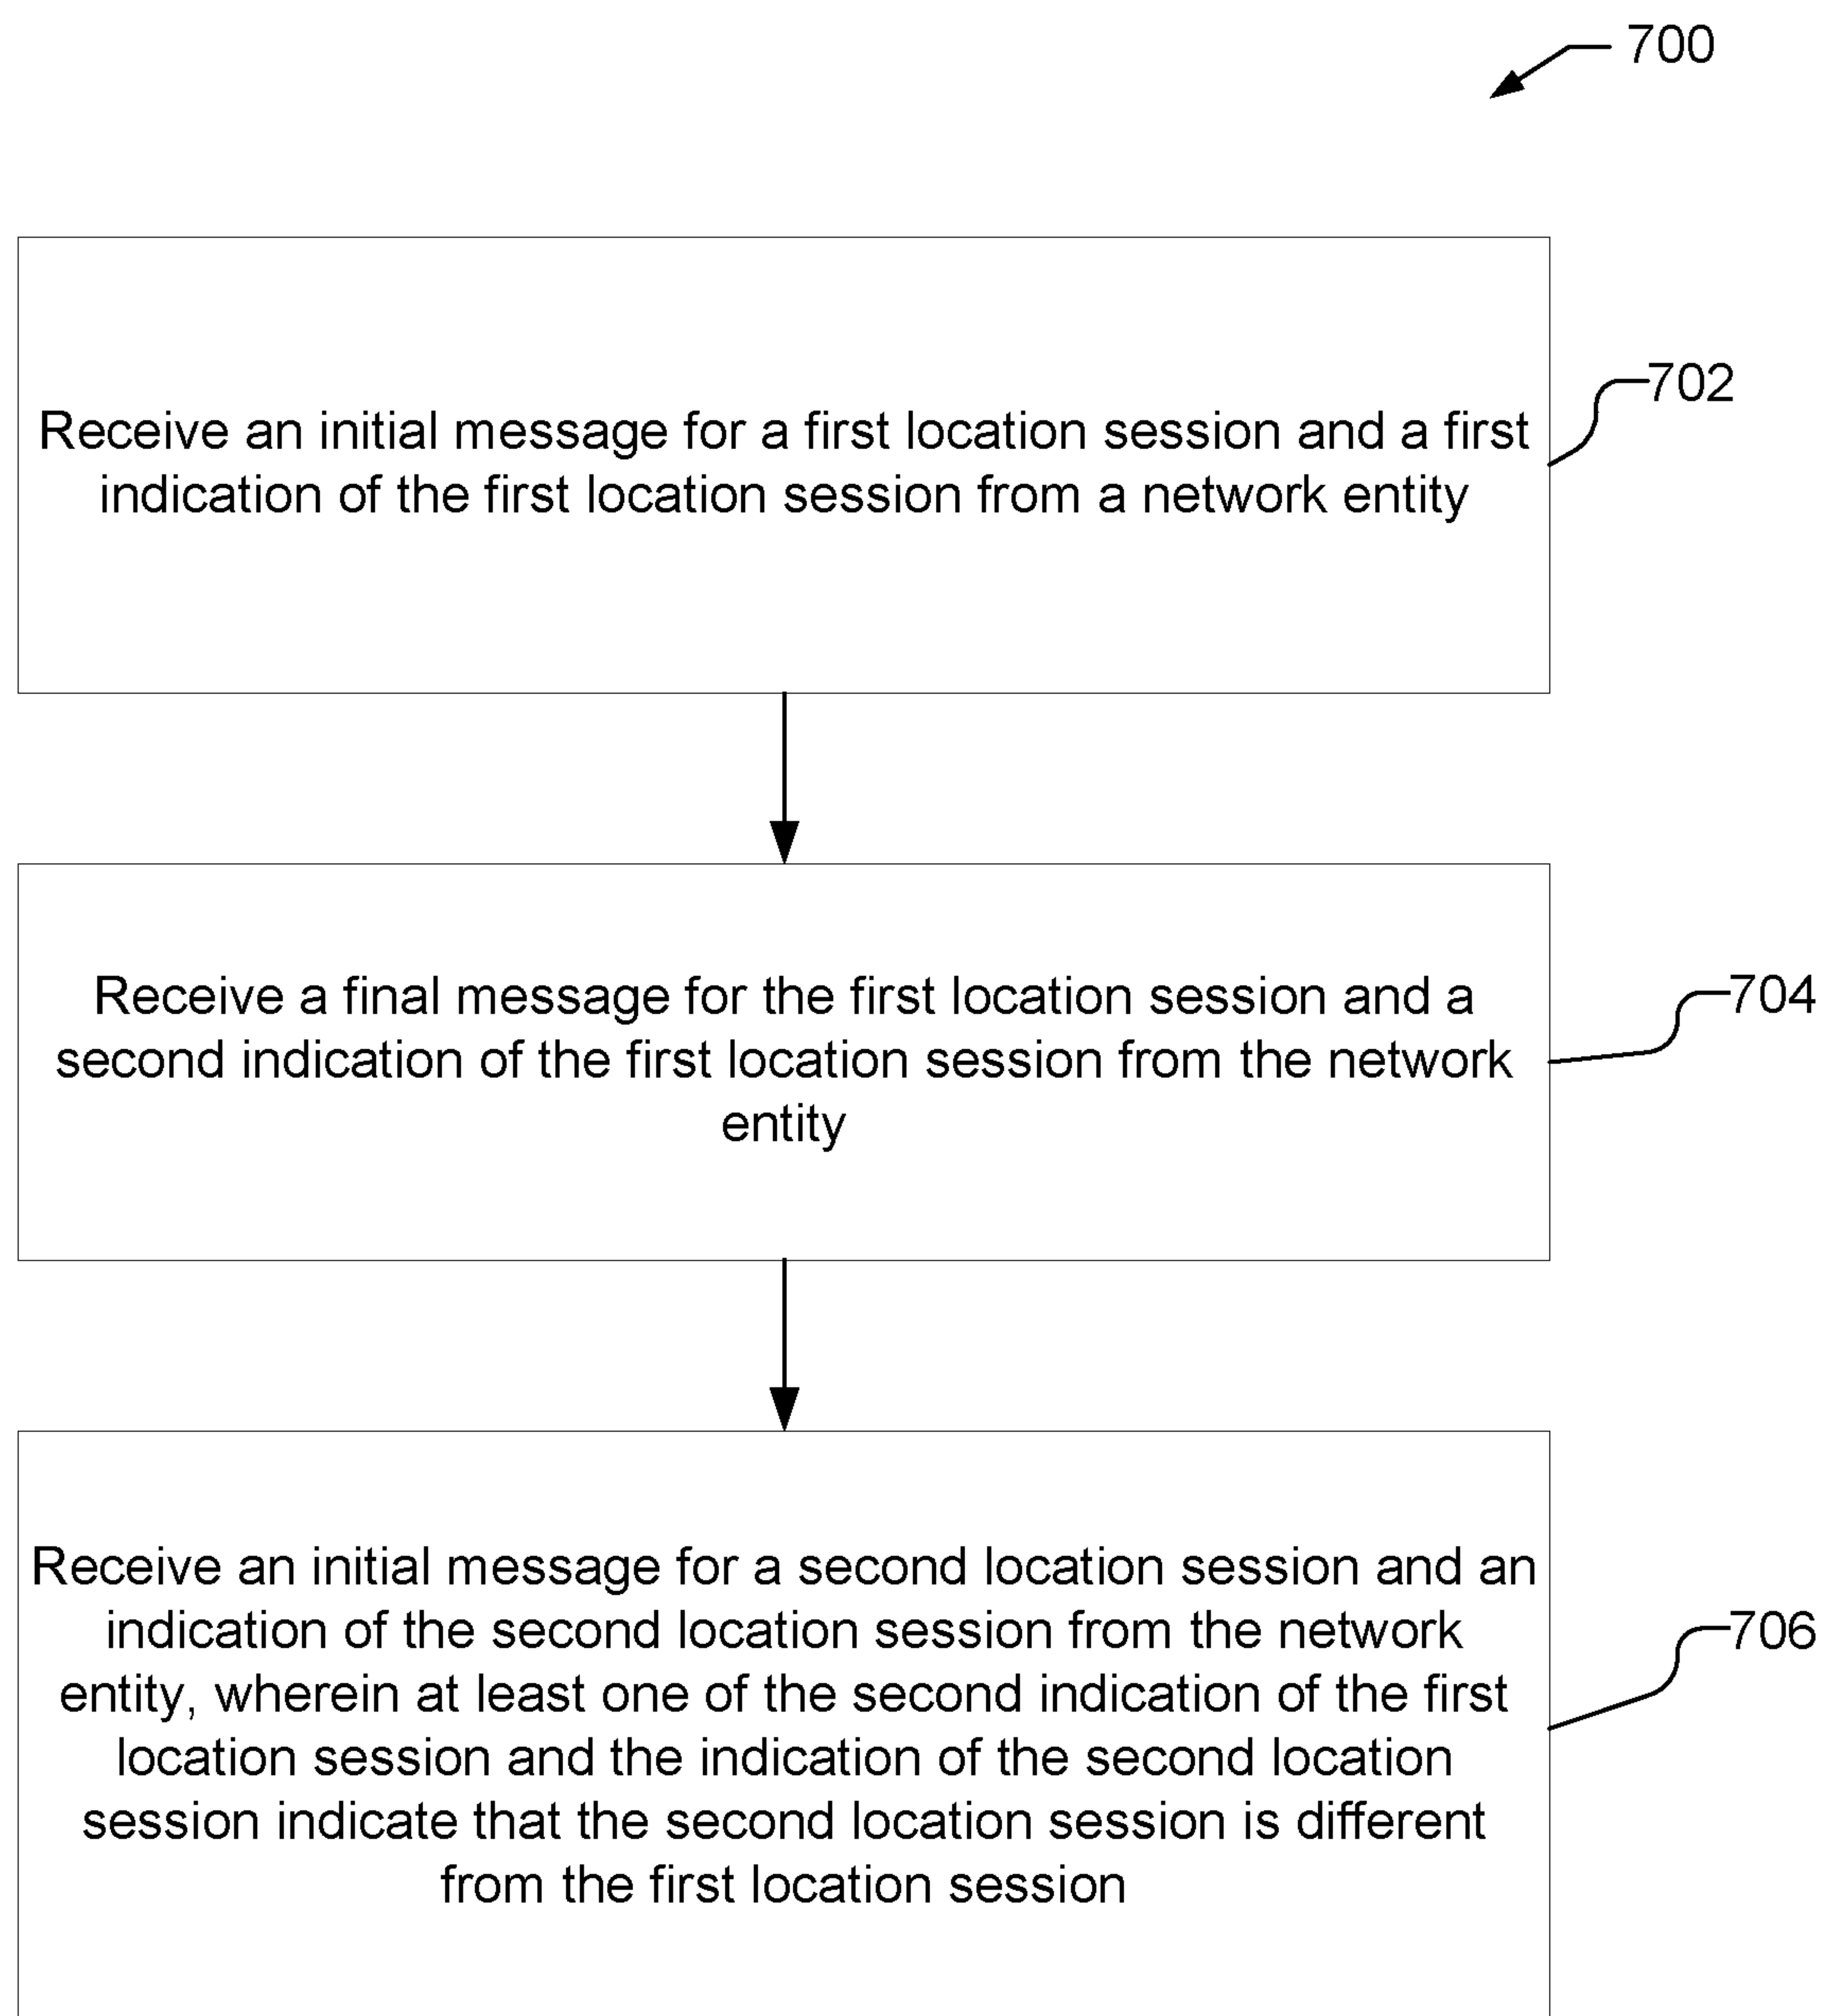 700
Receive an initial message for a first location session and a first
indication of the first location session from a network entity
702
Receive a final message for the first location session and a
second indication of the first location session from the network
entity
704
Receive an initial message for a second location session and an
indication of the second location session from the network
entity, wherein at least one of the second indication of the first
location session and the indication of the second location
session indicate that the second location session is different
from the first location session
706